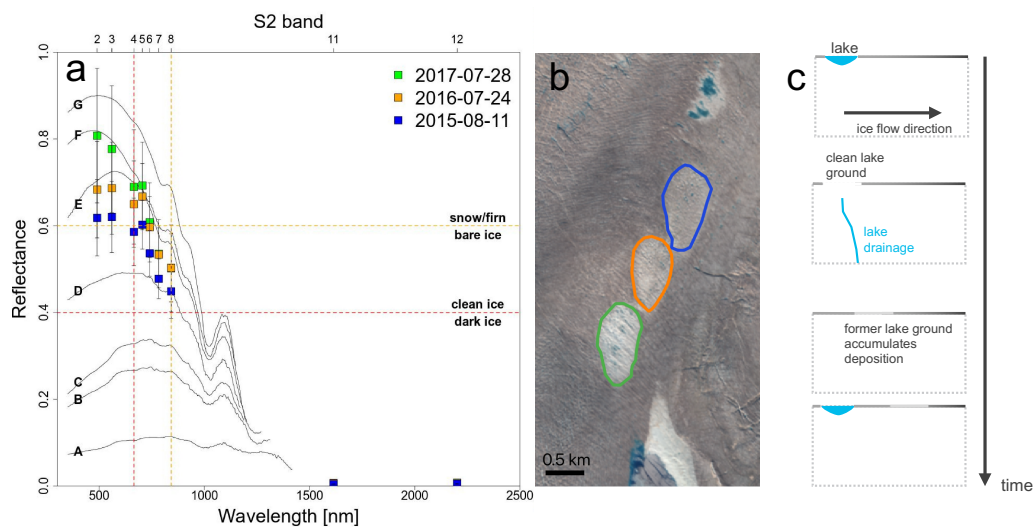 S2 band
2 3 4 5 6 7 8 11 12
a
2017-07-28
2016-07-24
2015-08-11
1.0
0.8
0.6
0.4
0.2
0.0
Reflectance
G
F
E
D
C
B
A
snow/firn
bare ice
clean ice
dark ice
500 1000 1500 2000 2500
Wavelength [nm]
b
0.5 km
c
lake
ice flow direction
clean lake
ground
lake
drainage
former lake ground
accumulates
deposition
time